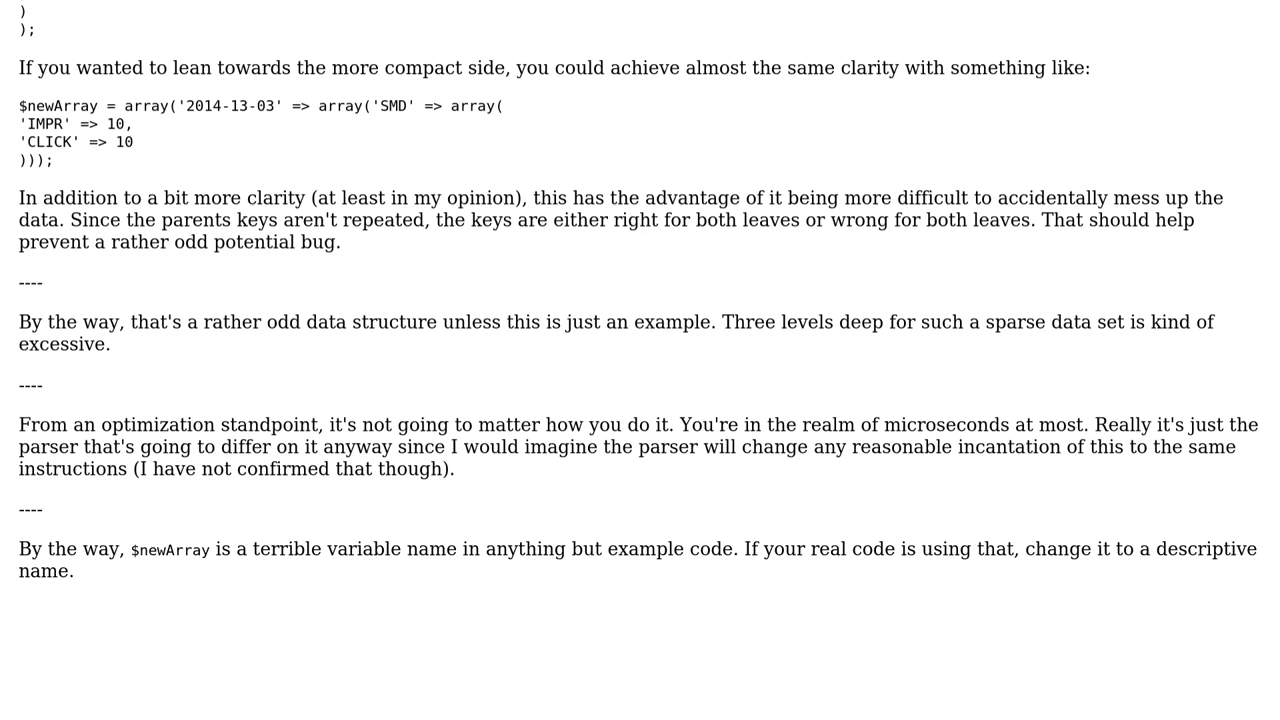 )
);
If you wanted to lean towards the more compact side, you could achieve almost the same clarity with something like:
$newArray = array('2014-13-03' => array('SMD' => array(
'IMPR' => 10,
'CLICK' => 10
)));
In addition to a bit more clarity (at least in my opinion), this has the advantage of it being more difficult to accidentally mess up the
data. Since the parents keys aren't repeated, the keys are either right for both leaves or wrong for both leaves. That should help
prevent a rather odd potential bug.
----
By the way, that's a rather odd data structure unless this is just an example. Three levels deep for such a sparse data set is kind of
excessive.
----
From an optimization standpoint, it's not going to matter how you do it. You're in the realm of microseconds at most. Really it's just the
parser that's going to differ on it anyway since I would imagine the parser will change any reasonable incantation of this to the same
instructions (I have not confirmed that though).
----
By the way, $newArray is a terrible variable name in anything but example code. If your real code is using that, change it to a descriptive
name.